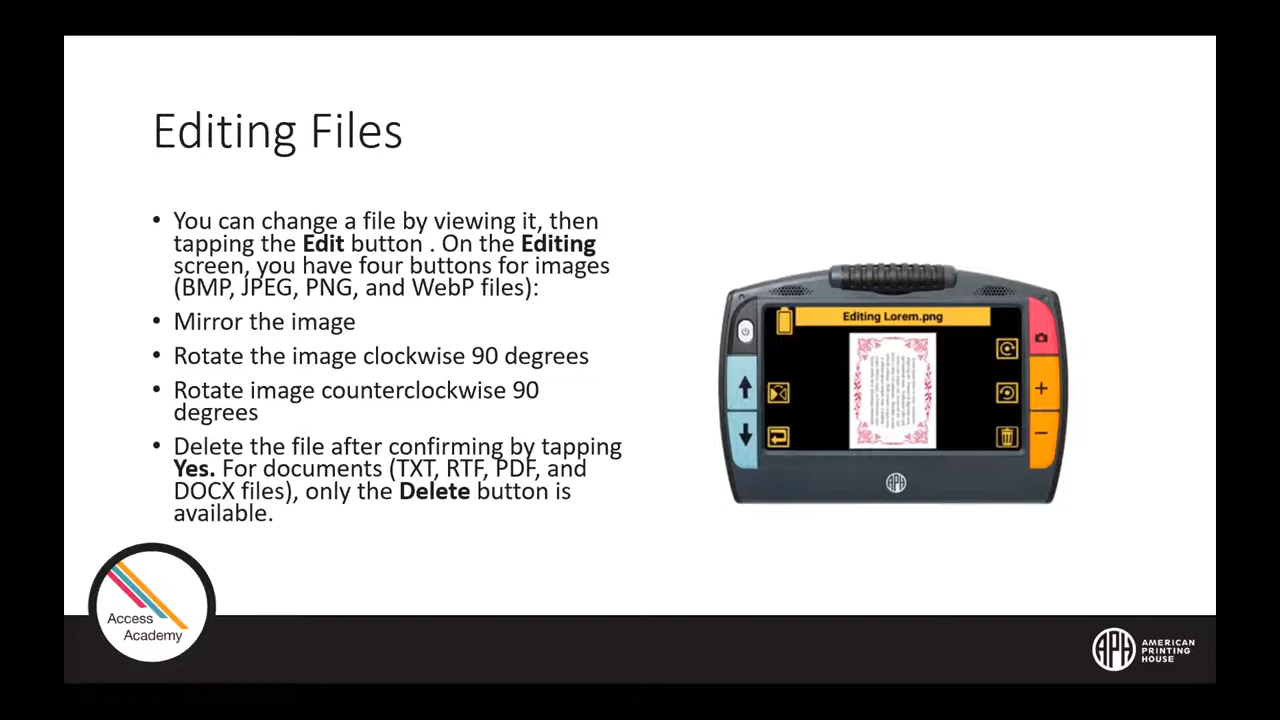 Editing Files
• You can change a file by viewing it, then
tapping the Edit button . On the Editing
screen, you have four buttons for images
(BMP, JPEG, PNG, and WebP files):
• Mirror the image
• Rotate the image clockwise 90 degrees
• Rotate image counterclockwise 90
degrees
• Delete the file after confirming by tapping
Yes. For documents (TXT, RTF, PDF, and
DOCX files), only the Delete button is
available.
Editing Lorem.png
+
−
APH
Access
Academy
APH
AMERICAN
PRINTING
HOUSE